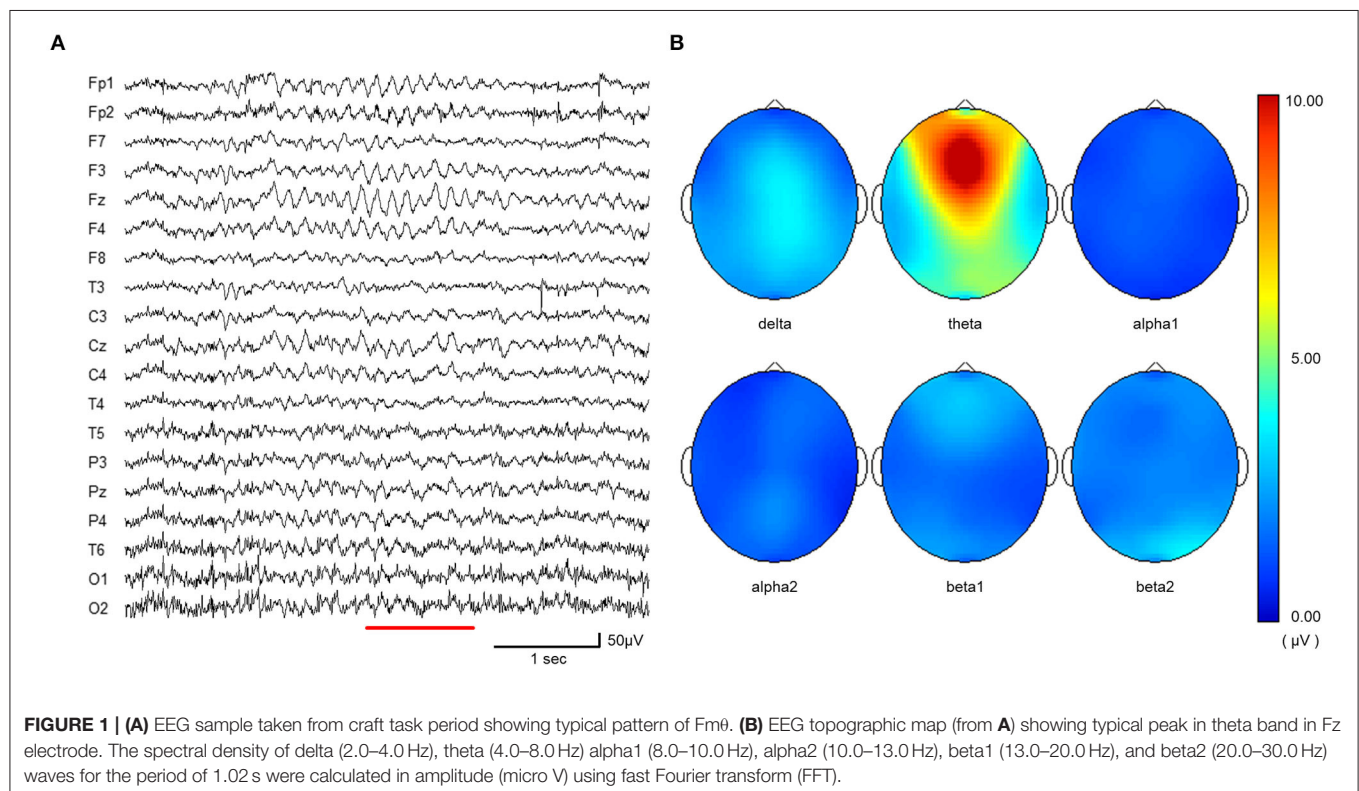 A
B
Fp1
Fp2
F7
F3
Fz
F4
F8
T3
C3
Cz
C4
T4
T5
P3
Pz
P4
T6
O1
O2
50µV
1 sec
delta
theta
alpha1
alpha2
beta1
beta2
10.00
5.00
0.00
( µV )
FIGURE 1 | (A) EEG sample taken from craft task period showing typical pattern of Fmθ. (B) EEG topographic map (from A) showing typical peak in theta band in Fz
electrode. The spectral density of delta (2.0–4.0 Hz), theta (4.0–8.0 Hz) alpha1 (8.0–10.0 Hz), alpha2 (10.0–13.0 Hz), beta1 (13.0–20.0 Hz), and beta2 (20.0–30.0 Hz)
waves for the period of 1.02 s were calculated in amplitude (micro V) using fast Fourier transform (FFT).